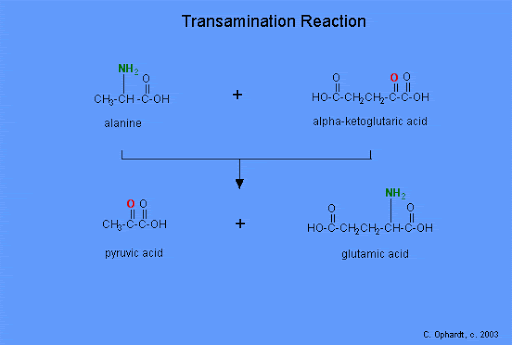 Transamination Reaction
NH2
O
CH3-CH-C-OH
alanine
+
O O O
HO-C-CH2CH2-C-C-OH
alpha-ketoglutaric acid
O O
CH3-C-C-OH
pyruvic acid
+
NH2
O O
HO-C-CH2CH2-CH-C-OH
glutamic acid
C. Ophardt, c. 2003